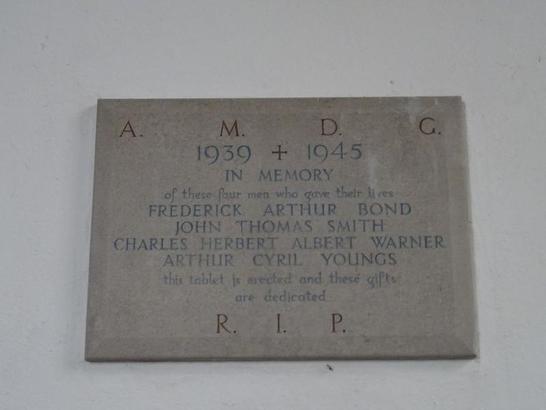 A. M. D. G.
1939 + 1945
IN MEMORY
of these four men who gave their lives
FREDERICK ARTHUR BOND
JOHN THOMAS SMITH
CHARLES HERBERT ALBERT WARNER
ARTHUR CYRIL YOUNGS
this tablet is erected and these gifts
are dedicated
R. I. P.